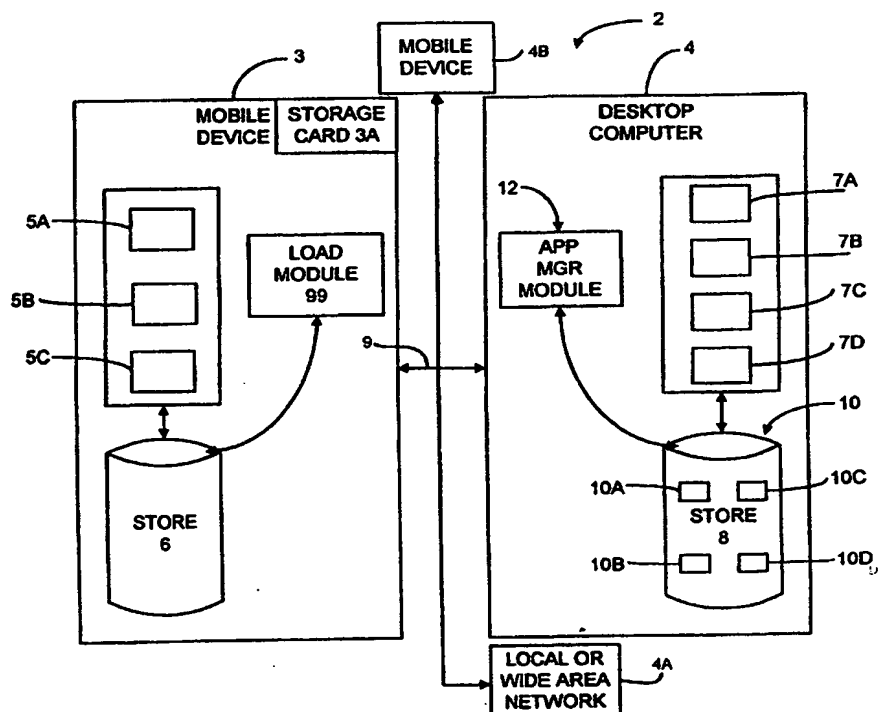 2
MOBILE
DEVICE
4B
3
4
MOBILE
DEVICE
STORAGE
CARD 3A
DESKTOP
COMPUTER
5A
5B
5C
LOAD
MODULE
99
9
12
APP
MGR
MODULE
7A
7B
7C
7D
10
STORE
6
10A
10C
STORE
8
10B
10D
LOCAL OR
WIDE AREA
NETWORK
4A